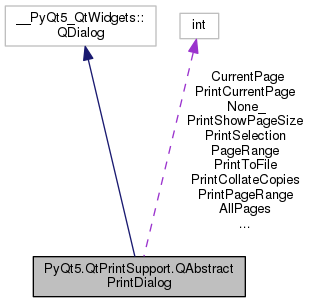 __PyQt5_QtWidgets::
QDialog
int
CurrentPage
PrintCurrentPage
None_
PrintShowPageSize
PrintSelection
PageRange
PrintToFile
PrintCollateCopies
PrintPageRange
AllPages
...
PyQt5.QtPrintSupport.QAbstract
PrintDialog